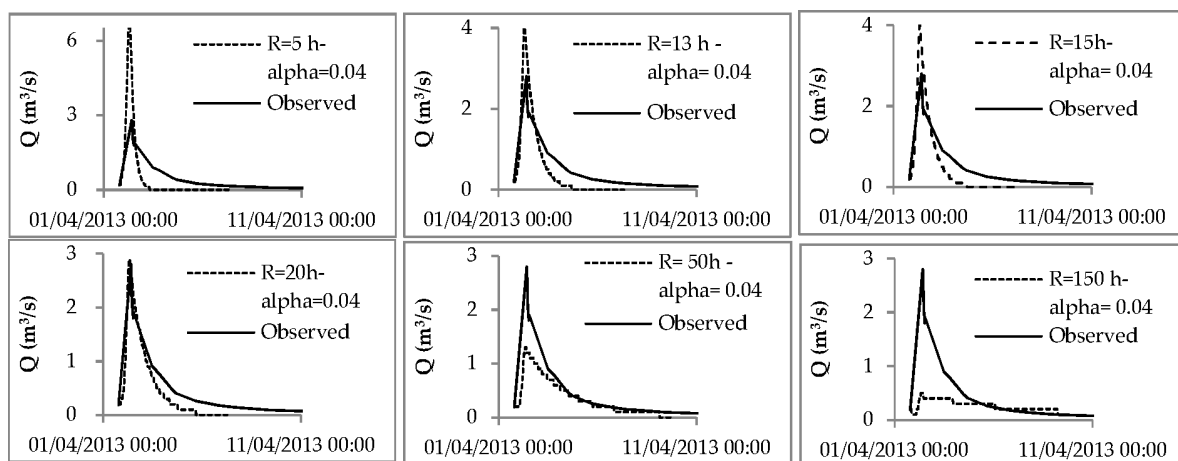 Q (m³/s)
6
3
0
R=5 h-
alpha=0.04
Observed
01/04/2013 00:00
11/04/2013 00:00
Q (m³/s)
4
2
0
R=13 h -
alpha= 0.04
Observed
01/04/2013 00:00
11/04/2013 00:00
Q (m³/s)
4
2
0
R=15h-
alpha= 0.04
Observed
01/04/2013 00:00
11/04/2013 00:00
Q (m³/s)
3
2
1
0
R=20h-
alpha=0.04
Observed
01/04/2013 00:00
11/04/2013 00:00
Q (m³/s)
3
2
1
0
R= 50h -
alpha= 0.04
Observed
01/04/2013 00:00
11/04/2013 00:00
Q (m³/s)
3
2
1
0
R=150 h-
alpha= 0.04
Observed
01/04/2013 00:00
11/04/2013 00:00